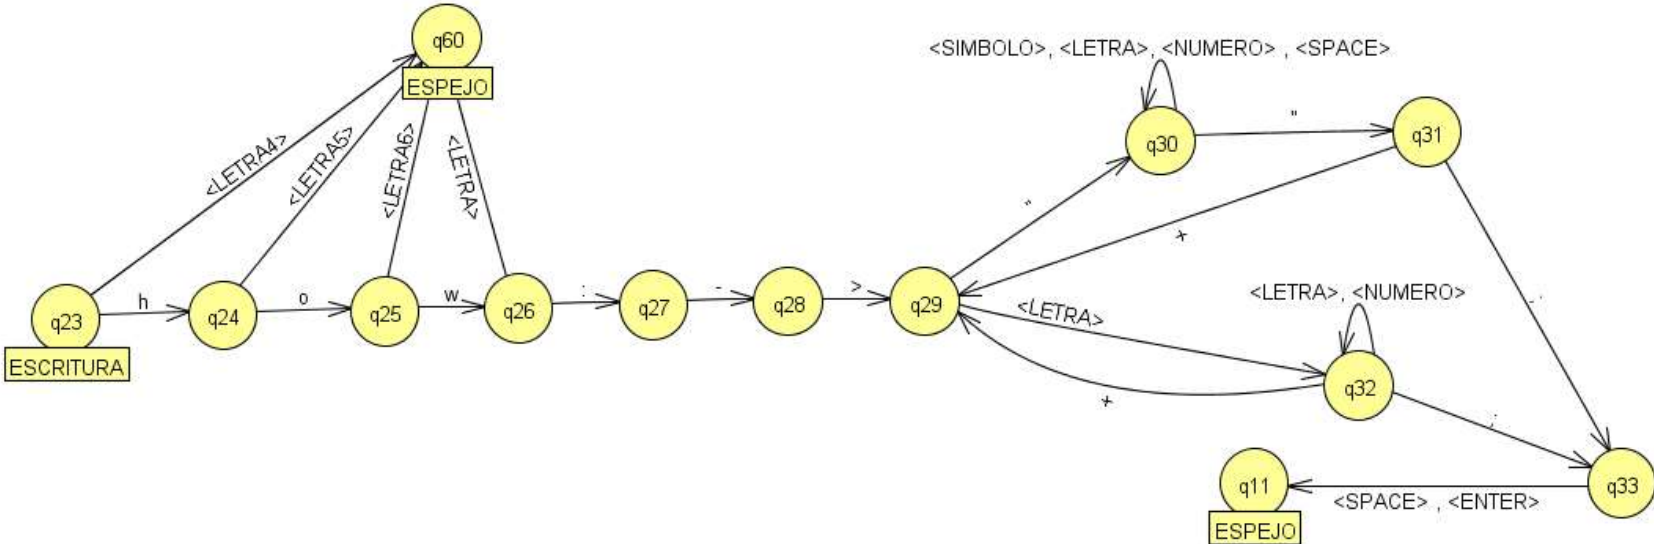 q60
ESPEJO
<LETRA4>
<LETRA5>
<LETRA6>
<LETRA>
<SIMBOLO>, <LETRA>, <NUMERO> , <SPACE>
q30
"
q31
"
+
;
q23
ESCRITURA
h
q24
o
q25
w
q26
:
q27
-
q28
>
q29
<LETRA>
<LETRA>, <NUMERO>
q32
+
;
q33
<SPACE> , <ENTER>
q11
ESPEJO